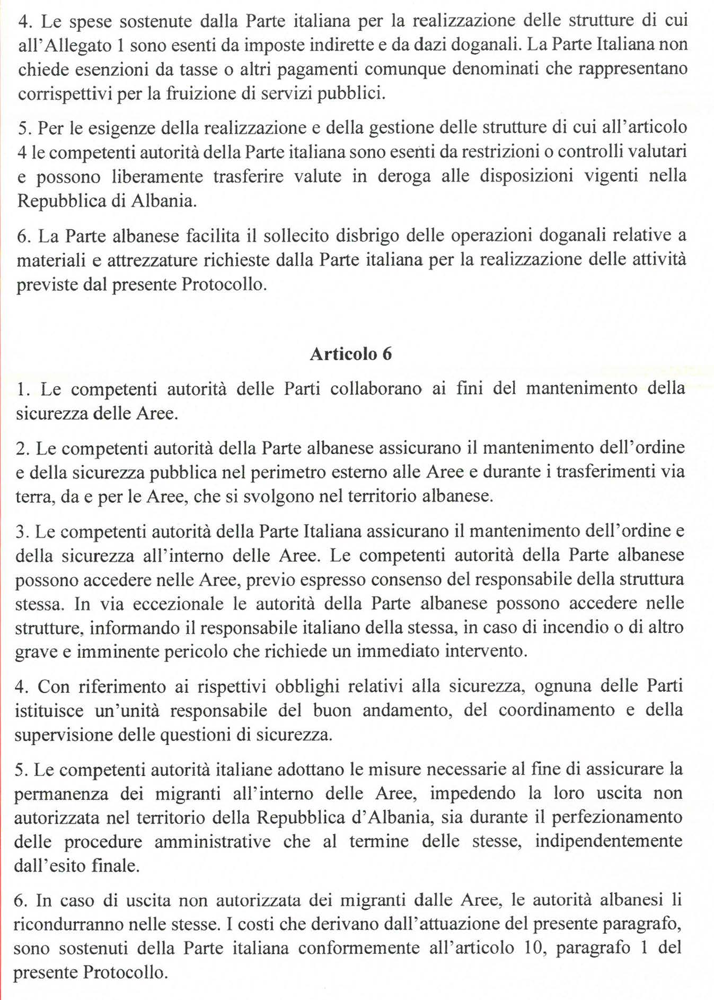 4. Le spese sostenute dalla Parte italiana per la realizzazione delle strutture di cui
all’Allegato 1 sono esenti da imposte indirette e da dazi doganali. La Parte Italiana non
chiede esenzioni da tasse o altri pagamenti comunque denominati che rappresentano
corrispettivi per la fruizione di servizi pubblici.
5. Per le esigenze della realizzazione e della gestione delle strutture di cui all’articolo
4 le competenti autorità della Parte italiana sono esenti da restrizioni o controlli valutari
e possono liberamente trasferire valute in deroga alle disposizioni vigenti nella
Repubblica di Albania.
6. La Parte albanese facilita il sollecito disbrigo delle operazioni doganali relative a
materiali e attrezzature richieste dalla Parte italiana per la realizzazione delle attività
previste dal presente Protocollo.
Articolo 6
1. Le competenti autorità delle Parti collaborano ai fini del mantenimento della
sicurezza delle Aree.
2. Le competenti autorità della Parte albanese assicurano il mantenimento dell’ordine
e della sicurezza pubblica nel perimetro esterno alle Aree e durante i trasferimenti via
terra, da e per le Aree, che si svolgono nel territorio albanese.
3. Le competenti autorità della Parte Italiana assicurano il mantenimento dell’ordine e
della sicurezza all’interno delle Aree. Le competenti autorità della Parte albanese
possono accedere nelle Aree, previo espresso consenso del responsabile della struttura
stessa. In via eccezionale le autorità della Parte albanese possono accedere nelle
strutture, informando il responsabile italiano della stessa, in caso di incendio o di altro
grave e imminente pericolo che richiede un immediato intervento.
4. Con riferimento ai rispettivi obblighi relativi alla sicurezza, ognuna delle Parti
istituisce un’unità responsabile del buon andamento, del coordinamento e della
supervisione delle questioni di sicurezza.
5. Le competenti autorità italiane adottano le misure necessarie al fine di assicurare la
permanenza dei migranti all’interno delle Aree, impedendo la loro uscita non
autorizzata nel territorio della Repubblica d’Albania, sia durante il perfezionamento
delle procedure amministrative che al termine delle stesse, indipendentemente
dall’esito finale.
6. In caso di uscita non autorizzata dei migranti dalle Aree, le autorità albanesi li
ricondurranno nelle stesse. I costi che derivano dall’attuazione del presente paragrafo,
sono sostenuti della Parte italiana conformemente all’articolo 10, paragrafo 1 del
presente Protocollo.